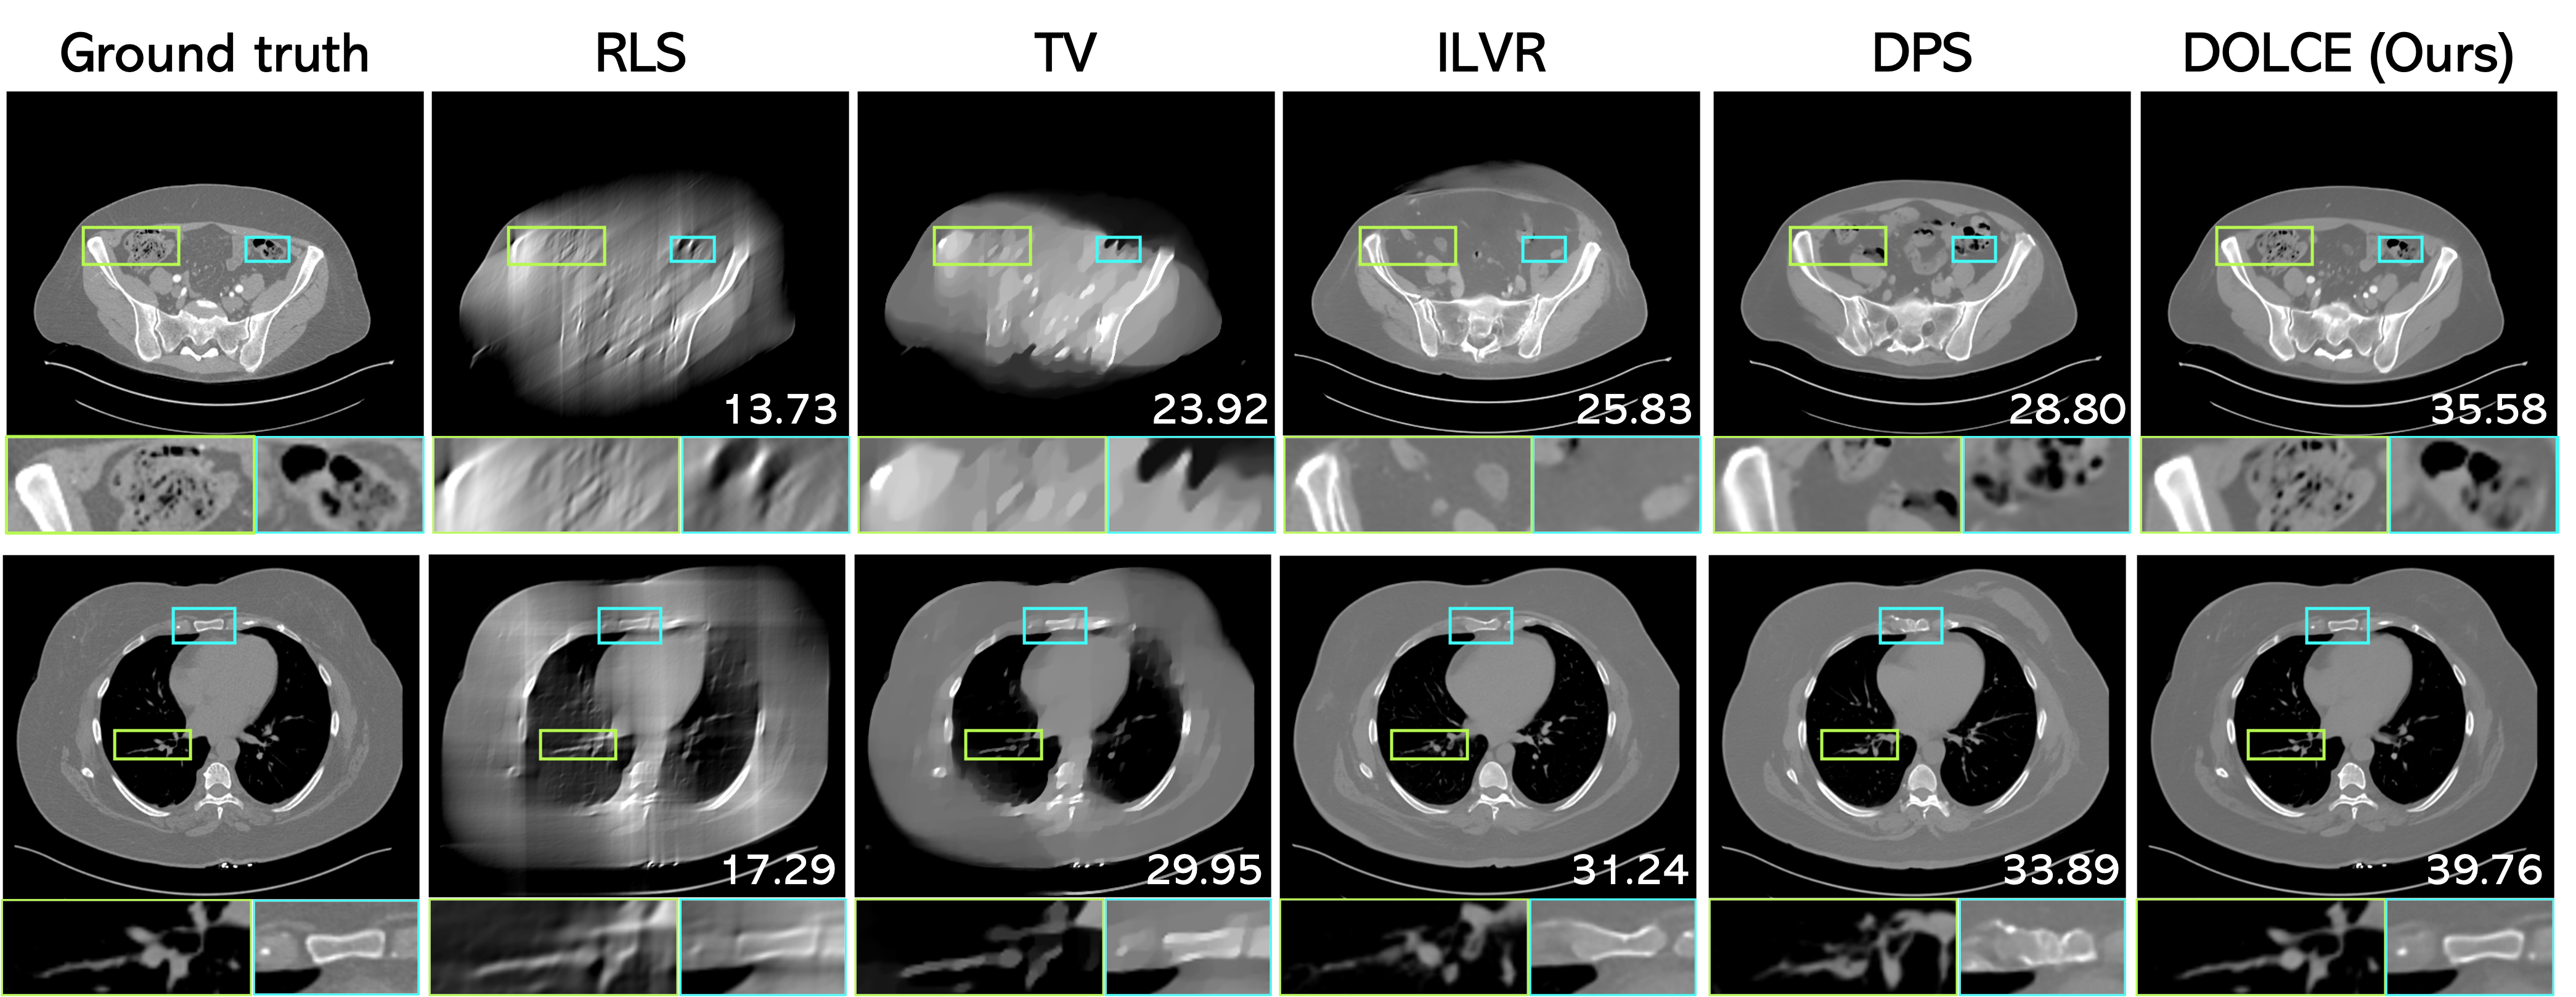 Ground truth RLS TV ILVR DPS DOLCE (Ours)
13.73 23.92 25.83 28.80 35.58
17.29 29.95 31.24 33.89 39.76